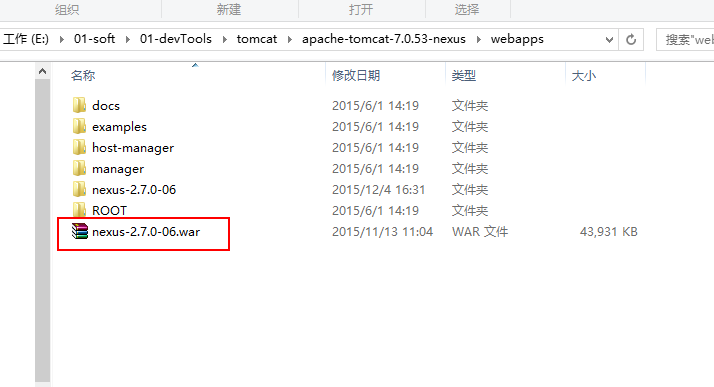 组织 新建 打开 选择
工作 (E:) 01-soft 01-devTools tomcat apache-tomcat-7.0.53-nexus webapps 搜索"we
名称 修改日期 类型 大小
docs 2015/6/1 14:19 文件夹
examples 2015/6/1 14:19 文件夹
host-manager 2015/6/1 14:19 文件夹
manager 2015/6/1 14:19 文件夹
nexus-2.7.0-06 2015/12/4 16:31 文件夹
ROOT 2015/6/1 14:19 文件夹
nexus-2.7.0-06.war 2015/11/13 11:04 WAR 文件 43,931 KB